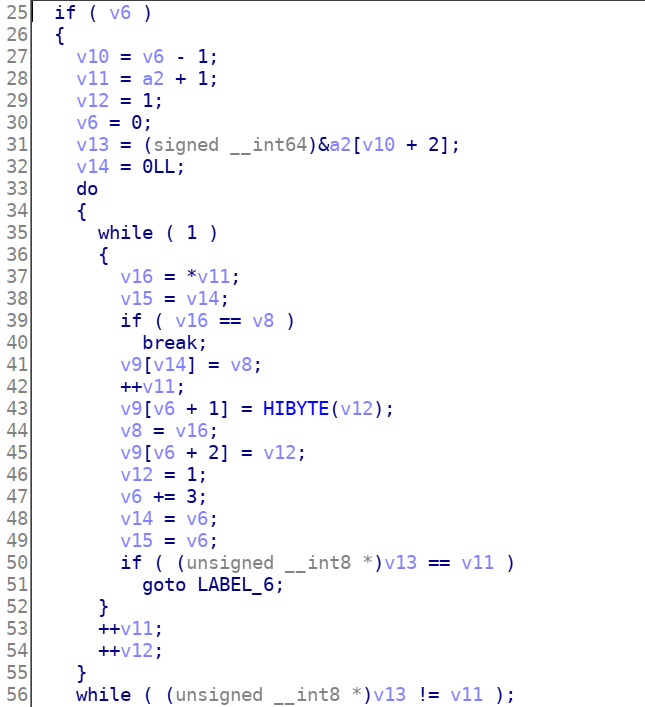 25 if ( v6 )
26 {
27 v10 = v6 - 1;
28 v11 = a2 + 1;
29 v12 = 1;
30 v6 = 0;
31 v13 = (signed __int64)&a2[v10 + 2];
32 v14 = 0LL;
33 do
34 {
35 while ( 1 )
36 {
37 v16 = *v11;
38 v15 = v14;
39 if ( v16 == v8 )
40 break;
41 v9[v14] = v8;
42 ++v11;
43 v9[v6 + 1] = HIBYTE(v12);
44 v8 = v16;
45 v9[v6 + 2] = v12;
46 v12 = 1;
47 v6 += 3;
48 v14 = v6;
49 v15 = v6;
50 if ( (unsigned __int8 *)v13 == v11 )
51 goto LABEL_6;
52 }
53 ++v11;
54 ++v12;
55 }
56 while ( (unsigned __int8 *)v13 != v11 );